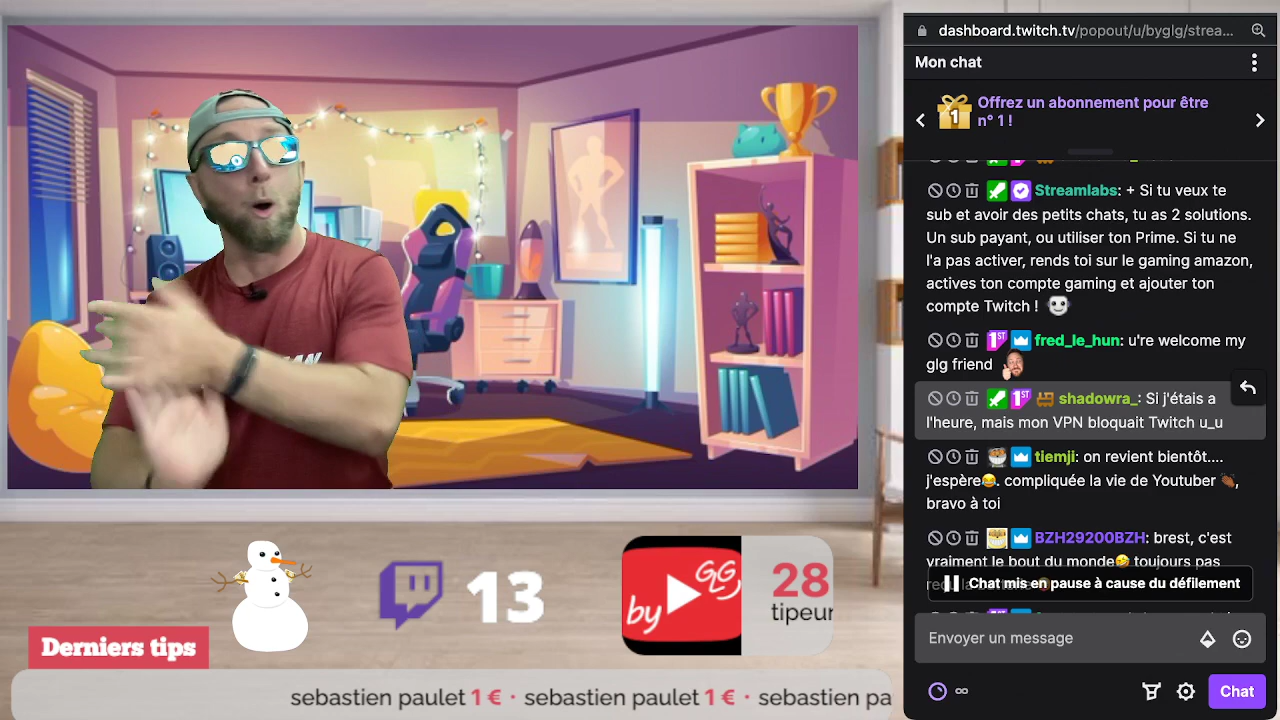 dashboard.twitch.tv/popout/u/byglg/strea...
Mon chat
1
Offrez un abonnement pour être
n° 1 !
Streamlabs: + Si tu veux te
sub et avoir des petits chats, tu as 2 solutions.
Un sub payant, ou utiliser ton Prime. Si tu ne
l'a pas activer, rends toi sur le gaming amazon,
actives ton compte gaming et ajouter ton
compte Twitch !
1ST fred_le_hun: u're welcome my
glg friend
1ST shadowra_: Si j'étais a
l'heure, mais mon VPN bloquait Twitch u_u
tlemji: on revient bientôt....
j'espère😂. compliquée la vie de Youtuber 👏🏾,
bravo à toi
BZH29200BZH: brest, c'est
vraiment le bout du monde🤣 toujours pas
Chat mis en pause à cause du défilement
Envoyer un message
∞
Chat
13
by GLG
28
tipeur
Derniers tips
sebastien paulet 1 € · sebastien paulet 1 € · sebastien pa